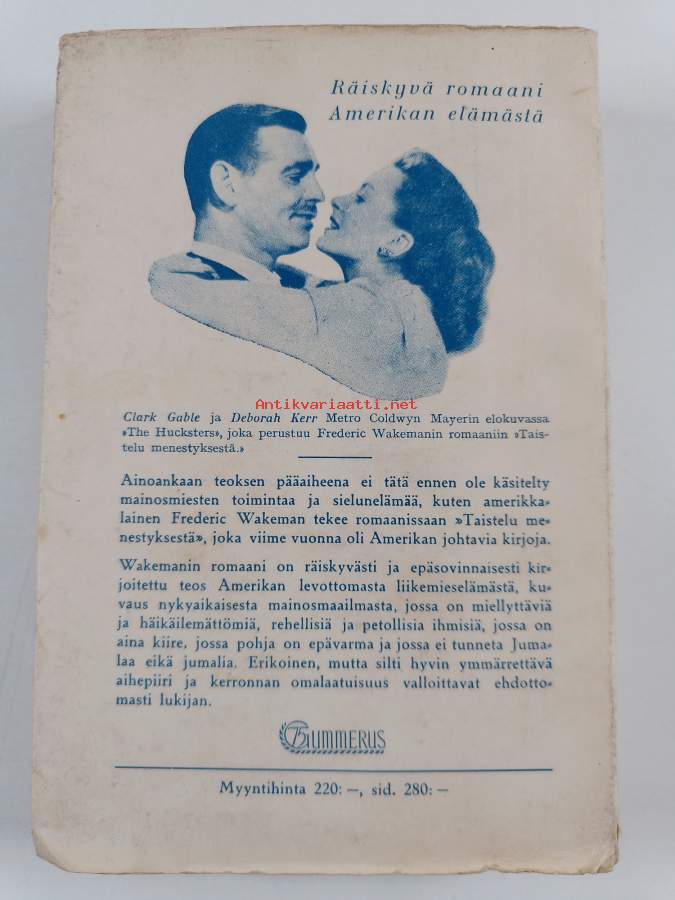 Räiskyvä romaani
Amerikan elämästä
Antikvariaatti.net
Clark Gable ja Deborah Kerr Metro Coldwyn Mayerin elokuvassa
»The Hucksters», joka perustuu Frederic Wakemanin romaaniin »Tais-
telu menestyksestä.»
Ainoankaan teoksen pääaiheena ei tätä ennen ole käsitelty
mainosmiesten toimintaa ja sielunelämää, kuten amerikka-
lainen Frederic Wakeman tekee romaanissaan »Taistelu me-
nestyksestä», joka viime vuonna oli Amerikan johtavia kirjoja.
Wakemanin romaani on räiskyvästi ja epäsovinnaisesti kir-
joitettu teos Amerikan levottomasta liikemieselämästä, ku-
vaus nykyaikaisesta mainosmaailmasta, jossa on miellyttäviä
ja häikäilemättömiä, rehellisiä ja petollisia ihmisiä, jossa on
aina kiire, jossa pohja on epävarma ja jossa ei tunneta Juma-
laa eikä jumalia. Erikoinen, mutta silti hyvin ymmärrettävä
aihepiiri ja kerronnan omalaatuisuus valloittavat ehdotto-
masti lukijan.
75 GUMMERUS
Myyntihinta 220: —, sid. 280: —